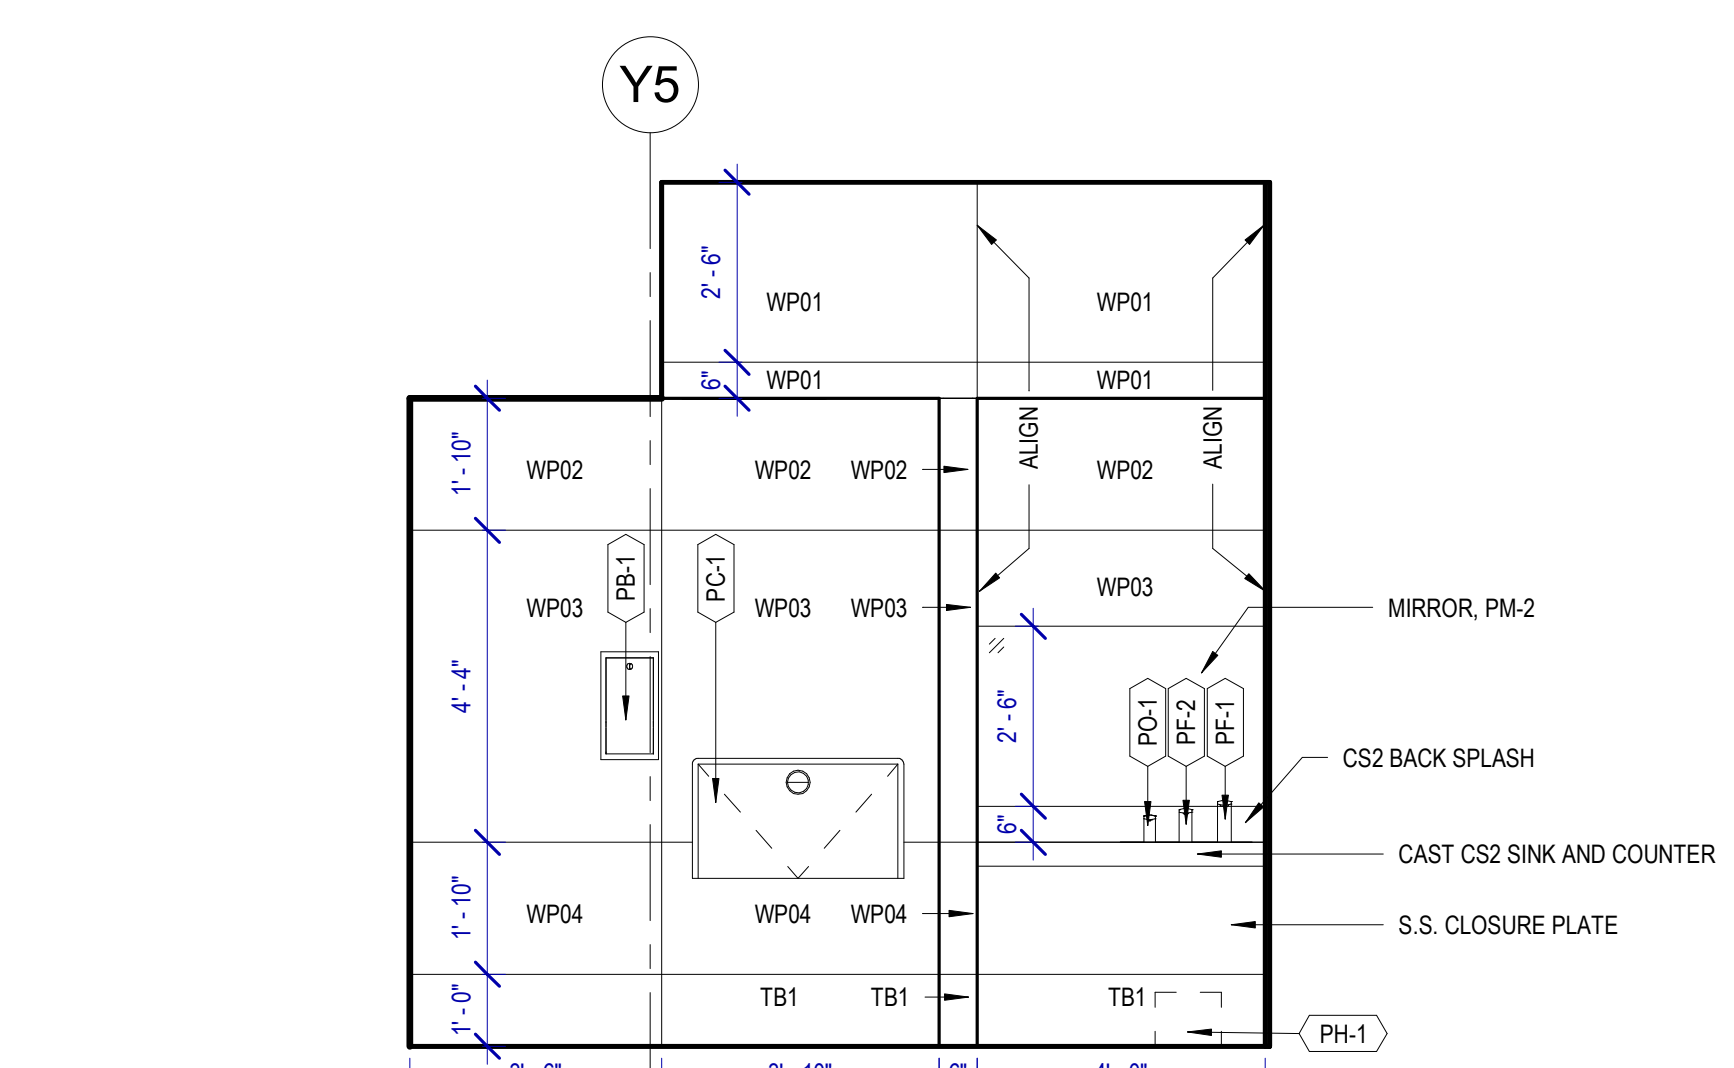 Y5
2' - 6"
WP01
WP01
6"
WP01
WP01
1' - 10"
WP02
WP02
WP02
ALIGN
WP02
ALIGN
PB-1
PC-1
WP03
WP03
WP03
WP03
MIRROR, PM-2
4' - 4"
2' - 6"
PO-1
PF-2
PF-1
CS2 BACK SPLASH
6"
CAST CS2 SINK AND COUNTER
1' - 10"
WP04
WP04
WP04
S.S. CLOSURE PLATE
1' - 0"
TB1
TB1
TB1
PH-1